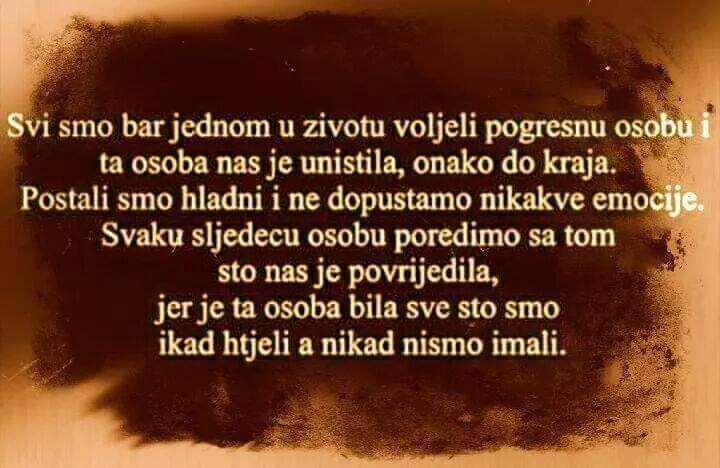 Svi smo bar jednom u zivotu voljeli pogresnu osobu i
ta osoba nas je unistila, onako do kraja.
Postali smo hladni i ne dopustamo nikakve emocije.
Svaku sljedecu osobu poredimo sa tom
sto nas je povrijedila,
jer je ta osoba bila sve sto smo
ikad htjeli a nikad nismo imali.